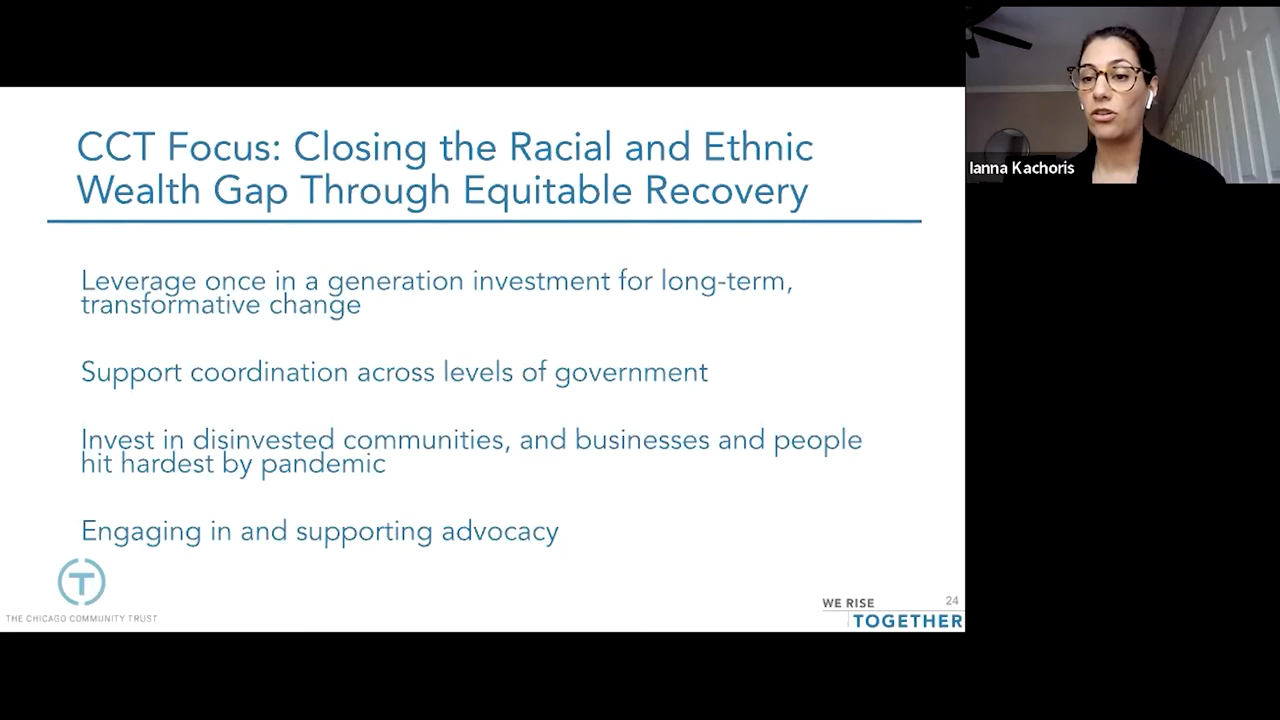 CCT Focus: Closing the Racial and Ethnic
Wealth Gap Through Equitable Recovery
Leverage once in a generation investment for long-term,
transformative change
Support coordination across levels of government
Invest in disinvested communities, and businesses and people
hit hardest by pandemic
Engaging in and supporting advocacy
T
THE CHICAGO COMMUNITY TRUST
WE RISE
TOGETHER
24
Ianna Kachoris